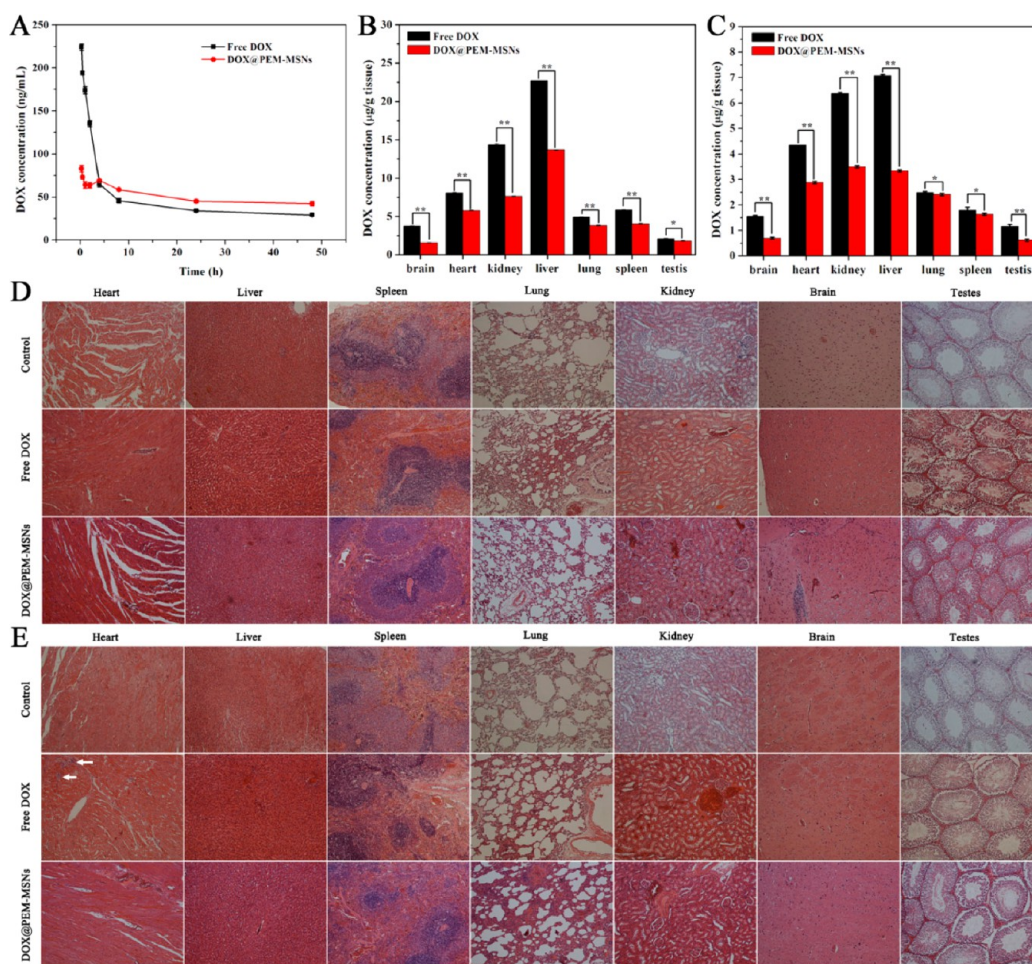 A
DOX concentration (ng/mL)
250
200
150
100
50
0
0
10
20
30
40
50
Time (h)
Free DOX
DOX@PEM-MSNs
B
DOX concentration (μg/g tissue)
30
25
20
15
10
5
0
Free DOX
DOX@PEM-MSNs
**
**
**
**
**
**
*
brain heart kidney liver lung spleen testis
C
DOX concentration (μg/g tissue)
9
8
7
6
5
4
3
2
1
0
Free DOX
DOX@PEM-MSNs
**
**
**
**
*
*
**
brain heart kidney liver lung spleen testis
D
Heart Liver Spleen Lung Kidney Brain Testes
Control
Free DOX
DOX@PEM-MSNs
E
Heart Liver Spleen Lung Kidney Brain Testes
Control
Free DOX
DOX@PEM-MSNs